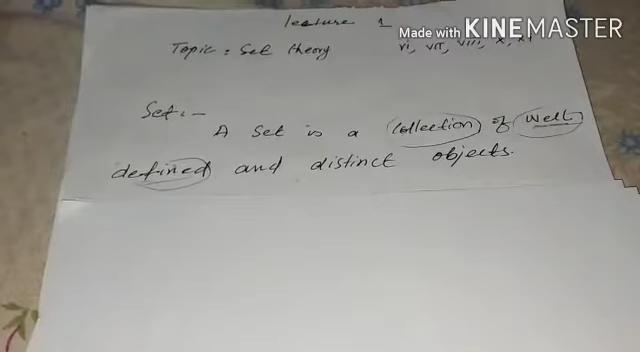 lecture 1
Made with KINEMASTER
Topic: Set theory vi, vii, viii, x, xi
Set:-
A Set is a collection of well
defined and distinct objects.